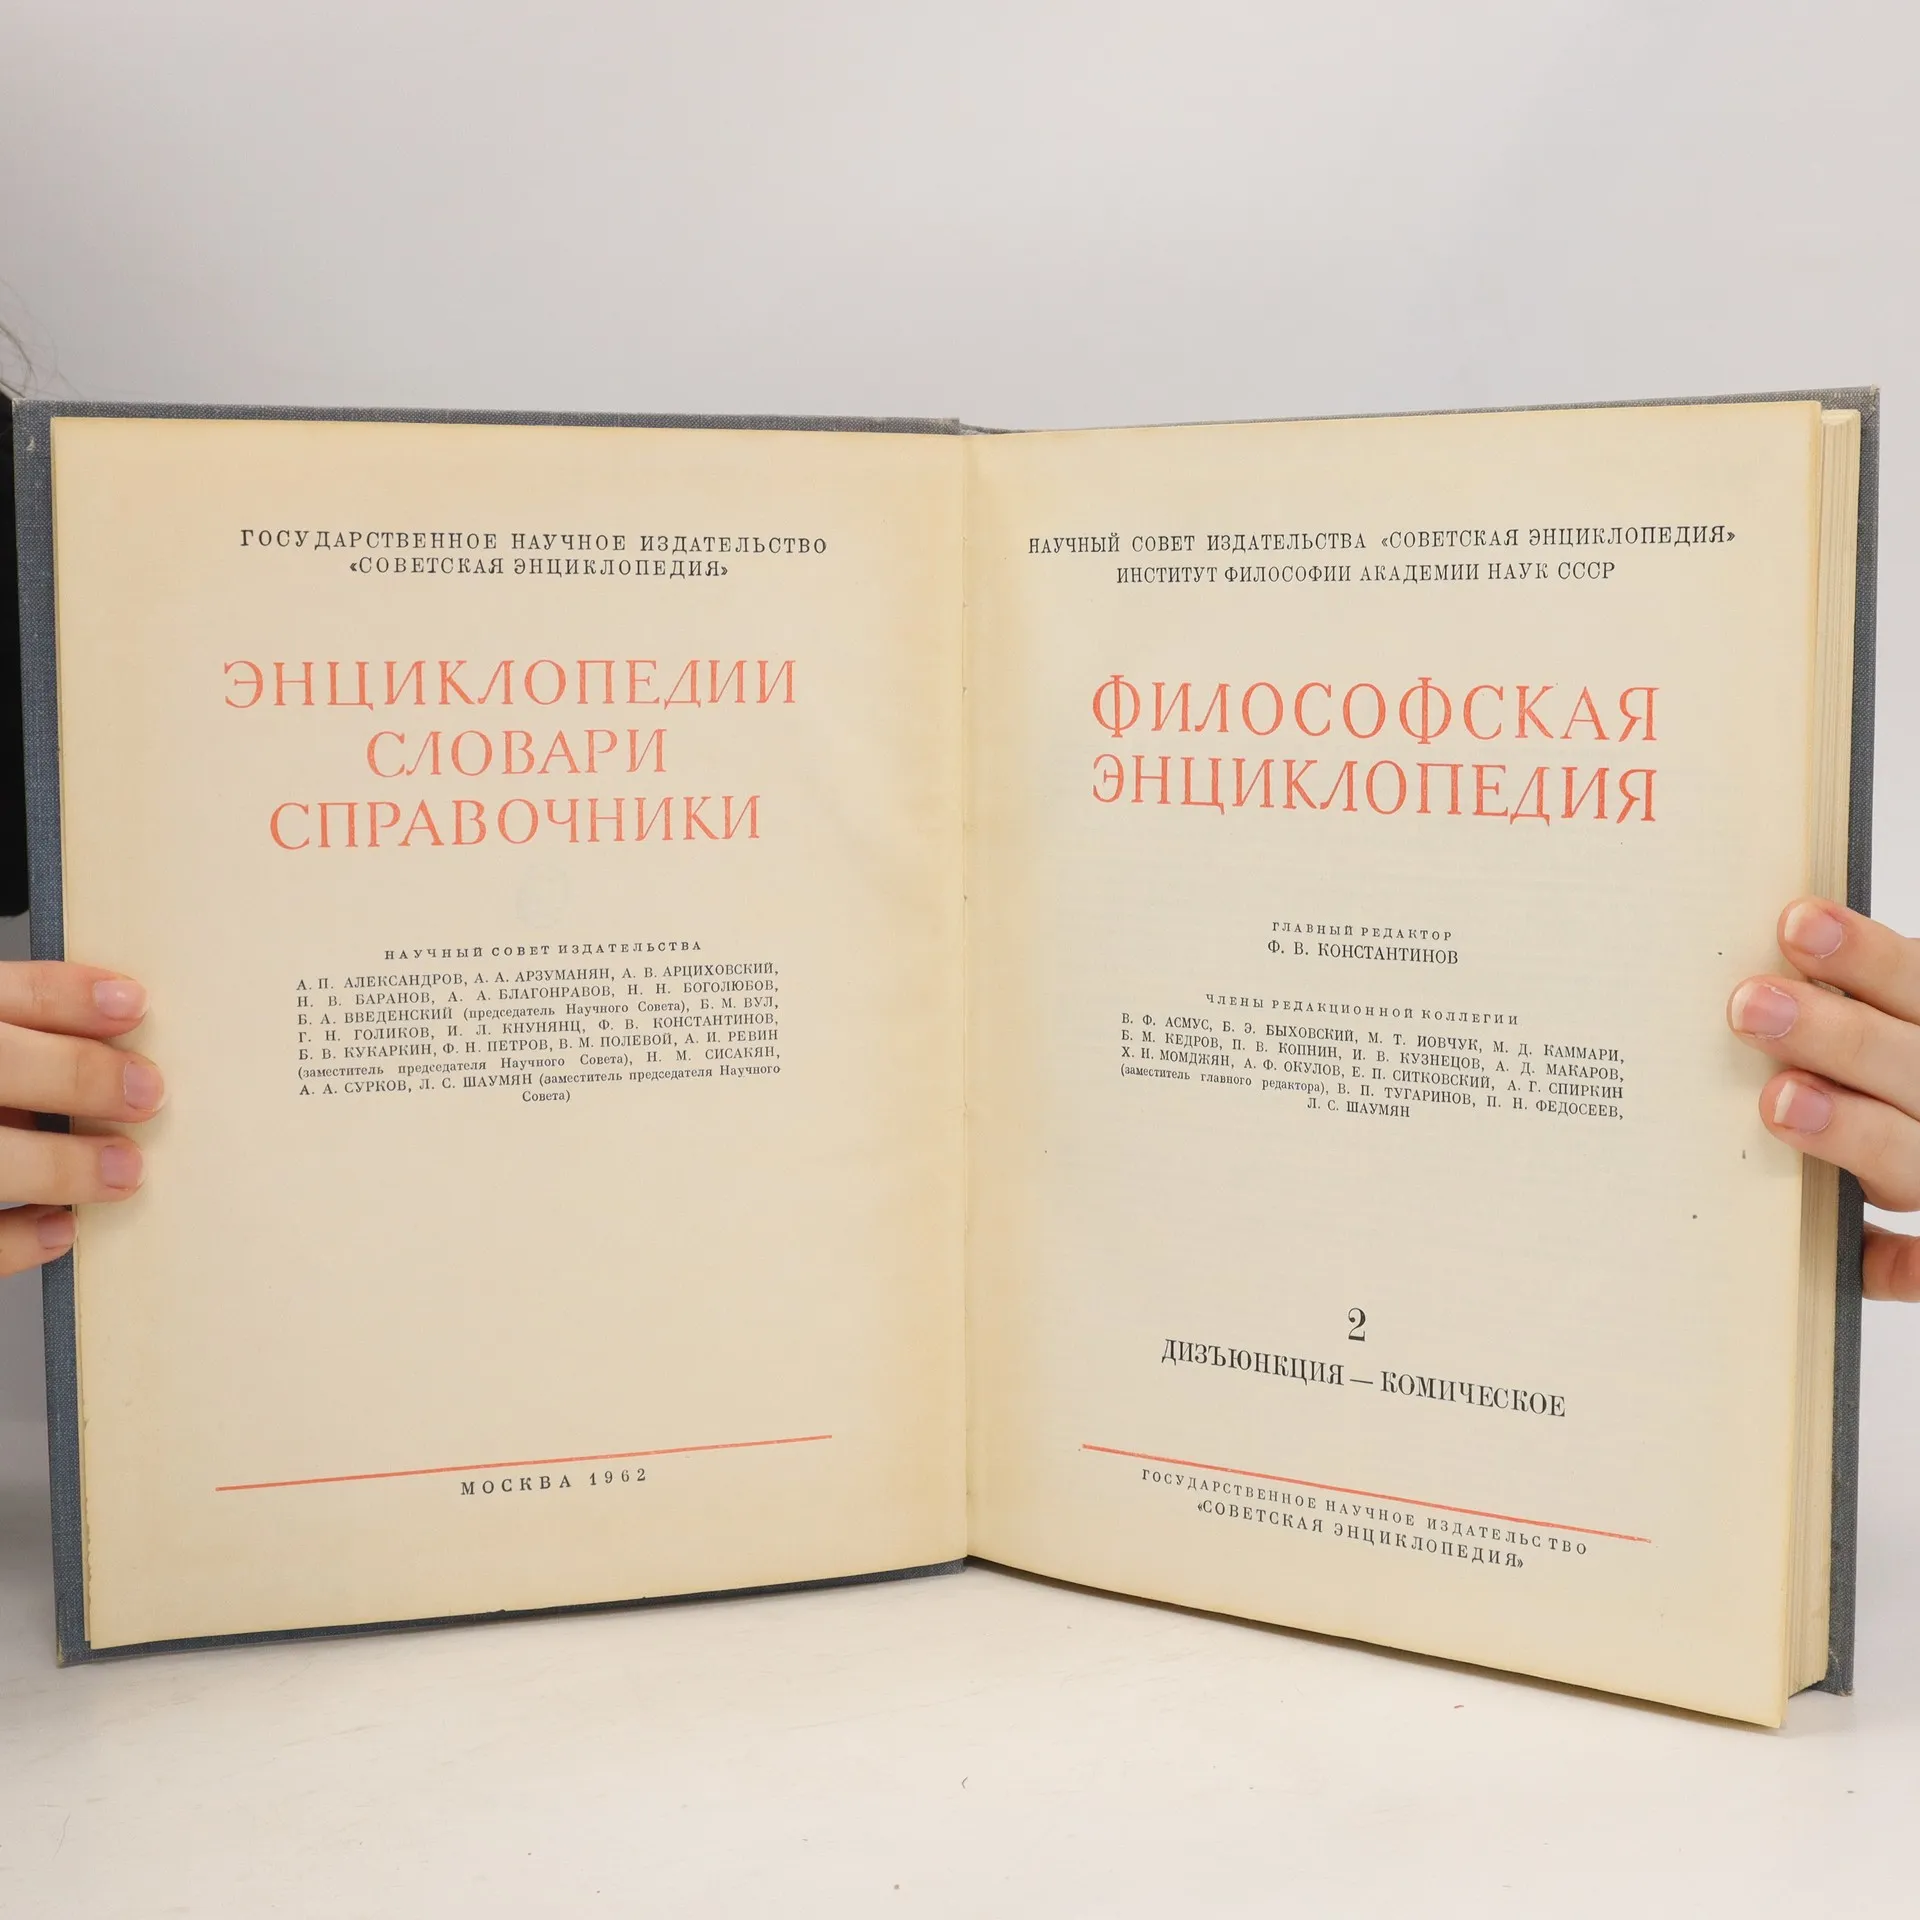 ГОСУДАРСТВЕННОЕ НАУЧНОЕ ИЗДАТЕЛЬСТВО
«СОВЕТСКАЯ ЭНЦИКЛОПЕДИЯ»
ЭНЦИКЛОПЕДИИ
СЛОВАРИ
СПРАВОЧНИКИ
НАУЧНЫЙ СОВЕТ ИЗДАТЕЛЬСТВА
А. П. АЛЕКСАНДРОВ, А. А. АРЗУМАНЯН, А. В. АРЦИХОВСКИЙ,
Н. В. БАРАНОВ, А. А. БЛАГОНРАВОВ, Н. Н. БОГОЛЮБОВ,
Б. А. ВВЕДЕНСКИЙ (председатель Научного Совета), Б. М. ВУЛ,
Г. Н. ГОЛИКОВ, И. Л. КНУНЯНЦ, Ф. В. КОНСТАНТИНОВ,
Б. В. КУКАРКИН, Ф. Н. ПЕТРОВ, В. М. ПОЛЕВОЙ, А. И. РЕВИН
(заместитель председателя Научного Совета), Н. М. СИСАКЯН,
А. А. СУРКОВ, Л. С. ШАУМЯН (заместитель председателя Научного
Совета)
МОСКВА 1962
НАУЧНЫЙ СОВЕТ ИЗДАТЕЛЬСТВА «СОВЕТСКАЯ ЭНЦИКЛОПЕДИЯ»
ИНСТИТУТ ФИЛОСОФИИ АКАДЕМИИ НАУК СССР
ФИЛОСОФСКАЯ
ЭНЦИКЛОПЕДИЯ
ГЛАВНЫЙ РЕДАКТОР
Ф. В. КОНСТАНТИНОВ
ЧЛЕНЫ РЕДАКЦИОННОЙ КОЛЛЕГИИ
В. Ф. АСМУС, Б. Э. БЫХОВСКИЙ, М. Т. ИОВЧУК, М. Д. КАММАРИ,
Б. М. КЕДРОВ, П. В. КОПНИН, И. В. КУЗНЕЦОВ, А. Д. МАКАРОВ,
Х. Н. МОМДЖЯН, А. Ф. ОКУЛОВ, Е. П. СИТКОВСКИЙ, А. Г. СПИРКИН
(заместитель главного редактора), В. П. ТУГАРИНОВ, П. Н. ФЕДОСЕЕВ,
Л. С. ШАУМЯН
2
ДИЗЪЮНКЦИЯ — КОМИЧЕСКОЕ
ГОСУДАРСТВЕННОЕ НАУЧНОЕ ИЗДАТЕЛЬСТВО
«СОВЕТСКАЯ ЭНЦИКЛОПЕДИЯ»